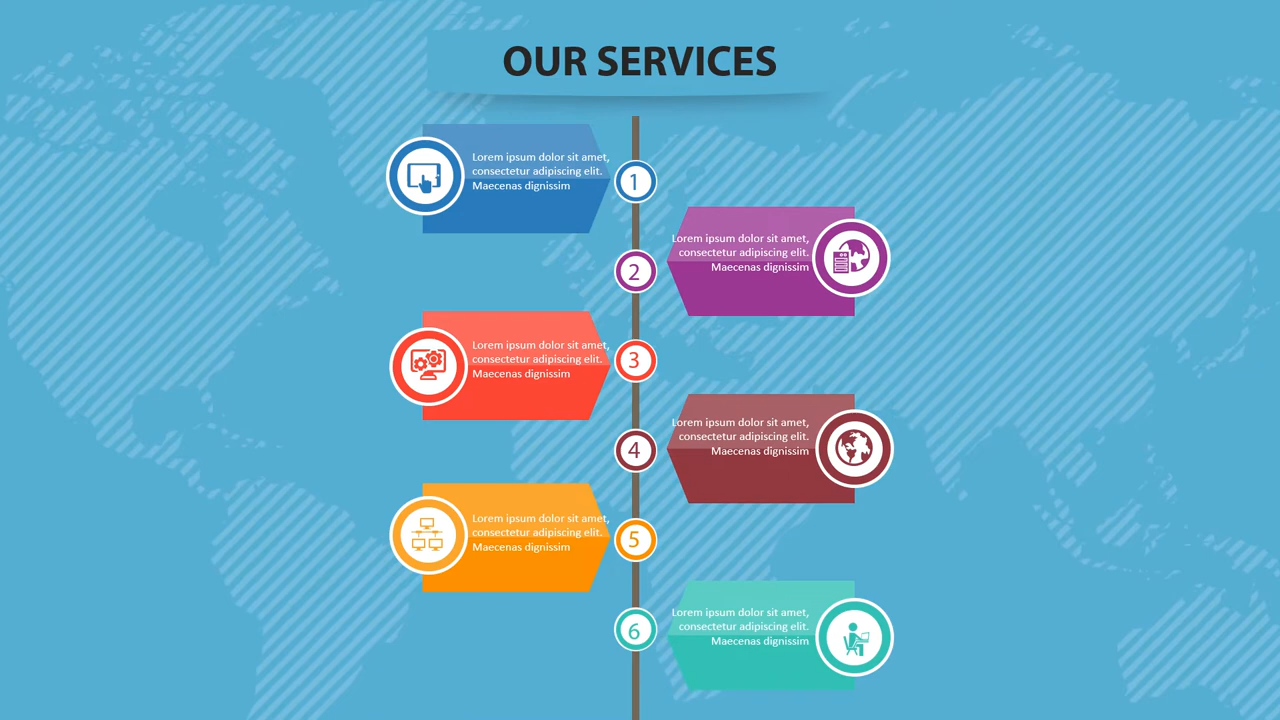 OUR SERVICES
Lorem ipsum dolor sit amet,
consectetur adipiscing elit.
Maecenas dignissim
1
Lorem ipsum dolor sit amet,
consectetur adipiscing elit.
Maecenas dignissim
2
Lorem ipsum dolor sit amet,
consectetur adipiscing elit.
Maecenas dignissim
3
Lorem ipsum dolor sit amet,
consectetur adipiscing elit.
Maecenas dignissim
4
Lorem ipsum dolor sit amet,
consectetur adipiscing elit.
Maecenas dignissim
5
Lorem ipsum dolor sit amet,
consectetur adipiscing elit.
Maecenas dignissim
6